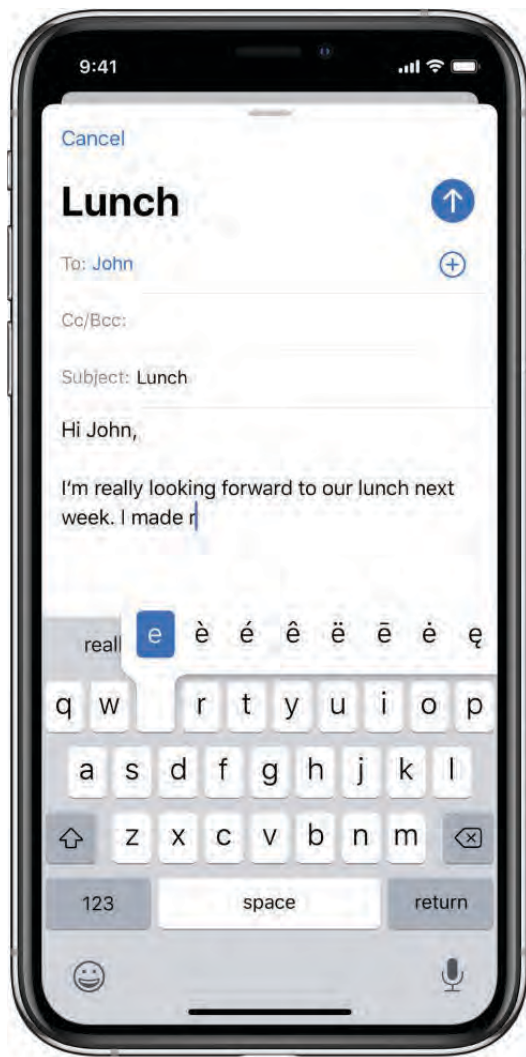 9:41
Cancel
Lunch
To: John
Cc/Bcc:
Subject: Lunch
Hi John,
I'm really looking forward to our lunch next
week. I made r
reall e è é ê ë ē ė ę
q w r t y u i o p
a s d f g h j k l
z x c v b n m
123 space return